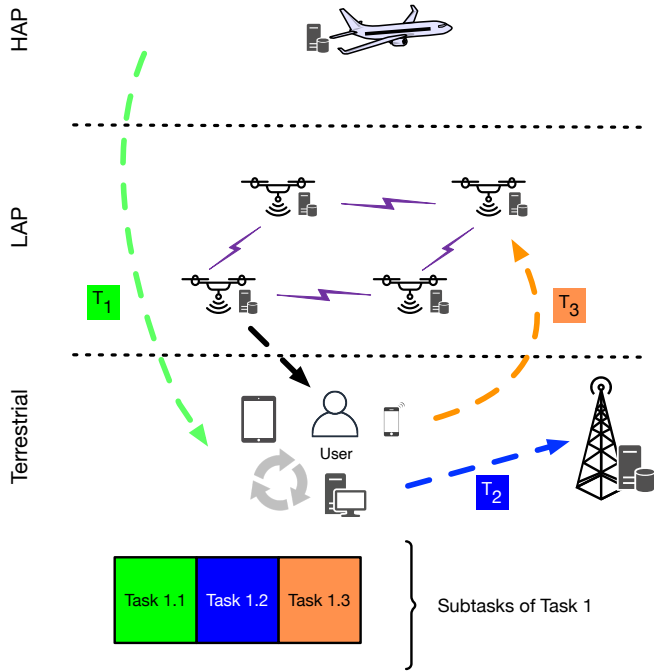 HAP
LAP
T1
T3
Terrestrial
User
T2
Task 1.1
Task 1.2
Task 1.3
Subtasks of Task 1